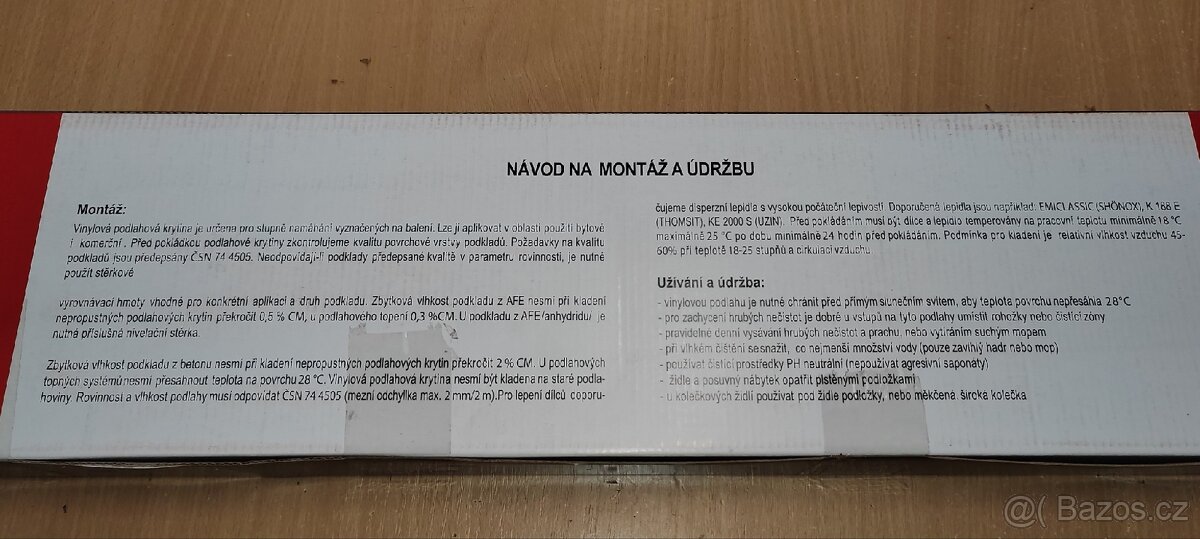 NÁVOD NA MONTÁŽ A ÚDRŽBU
Montáž:
Vinylová podlahová krytina je určena pro stupně namáhání vyznačených na balení. Lze ji aplikovat v oblasti použití bytové
i komerční. Před pokládkou podlahové krytiny zkontrolujeme kvalitu povrchové vrstvy podkladů. Požadavky na kvalitu
podkladů jsou předepsány ČSN 74 4505. Neodpovídají-li podklady předepsané kvalitě v parametru rovinnosti, je nutné
použít stěrkové
vyrovnávací hmoty vhodné pro konkrétní aplikaci a druh podkladu. Zbytková vlhkost podkladu z AFE nesmí při kladení
nepropustných podlahových krytin překročit 0,5 % CM, u podlahového topení 0,3 %CM. U podkladu z AFE/anhydridu/ je
nutná příslušná nivelační stěrka.
Zbytková vlhkost podkladu z betonu nesmí při kladení nepropustných podlahových krytin překročit 2 % CM. U podlahových
topných systémů nesmí přesáhnout teplota na povrchu 28 °C. Vinylová podlahová krytina nesmí být kladena na staré podla-
hoviny. Rovinnost a vlhkost podlahy musí odpovídat ČSN 74 4505 (mezní odchylka max. 2 mm/2 m).Pro lepení dílců doporu-
čujeme disperzní lepidla s vysokou počáteční lepivostí. Doporučená lepidla jsou například: EMICLASSIC (SHÖNOX), K 188 E
(THOMSIT), KE 2000 S (UZIN). Před pokládáním musí být dílce a lepidlo temperovány na pracovní teplotu minimálně 18 °C
maximálně 25 °C po dobu minimálně 24 hodin před pokládáním. Podmínka pro kladení je relativní vlhkost vzduchu 45-
60% při teplotě 18-25 stupňů a cirkulaci vzduchu.
Užívání a údržba:
- vinylovou podlahu je nutné chránit před přímým slunečním svitem, aby teplota povrchu nepřesáhla 28°C
- pro zachycení hrubých nečistot je dobré u vstupů na tyto podlahy umístit rohožky nebo čistící zóny
- pravidelné denní vysávání hrubých nečistot a prachu, nebo vytíráním suchým mopem
- při vlhkém čištění se snažit, co nejmenší množství vody (pouze zavlhlý hadr nebo mop)
- používat čistící prostředky PH neutrální (nepoužívat agresivní saponáty)
- židle a posuvný nábytek opatřit plstěnými podložkami
- u kolečkových židlí používat pod židle podložky, nebo měkčená široká kolečka
@( Bazos.cz